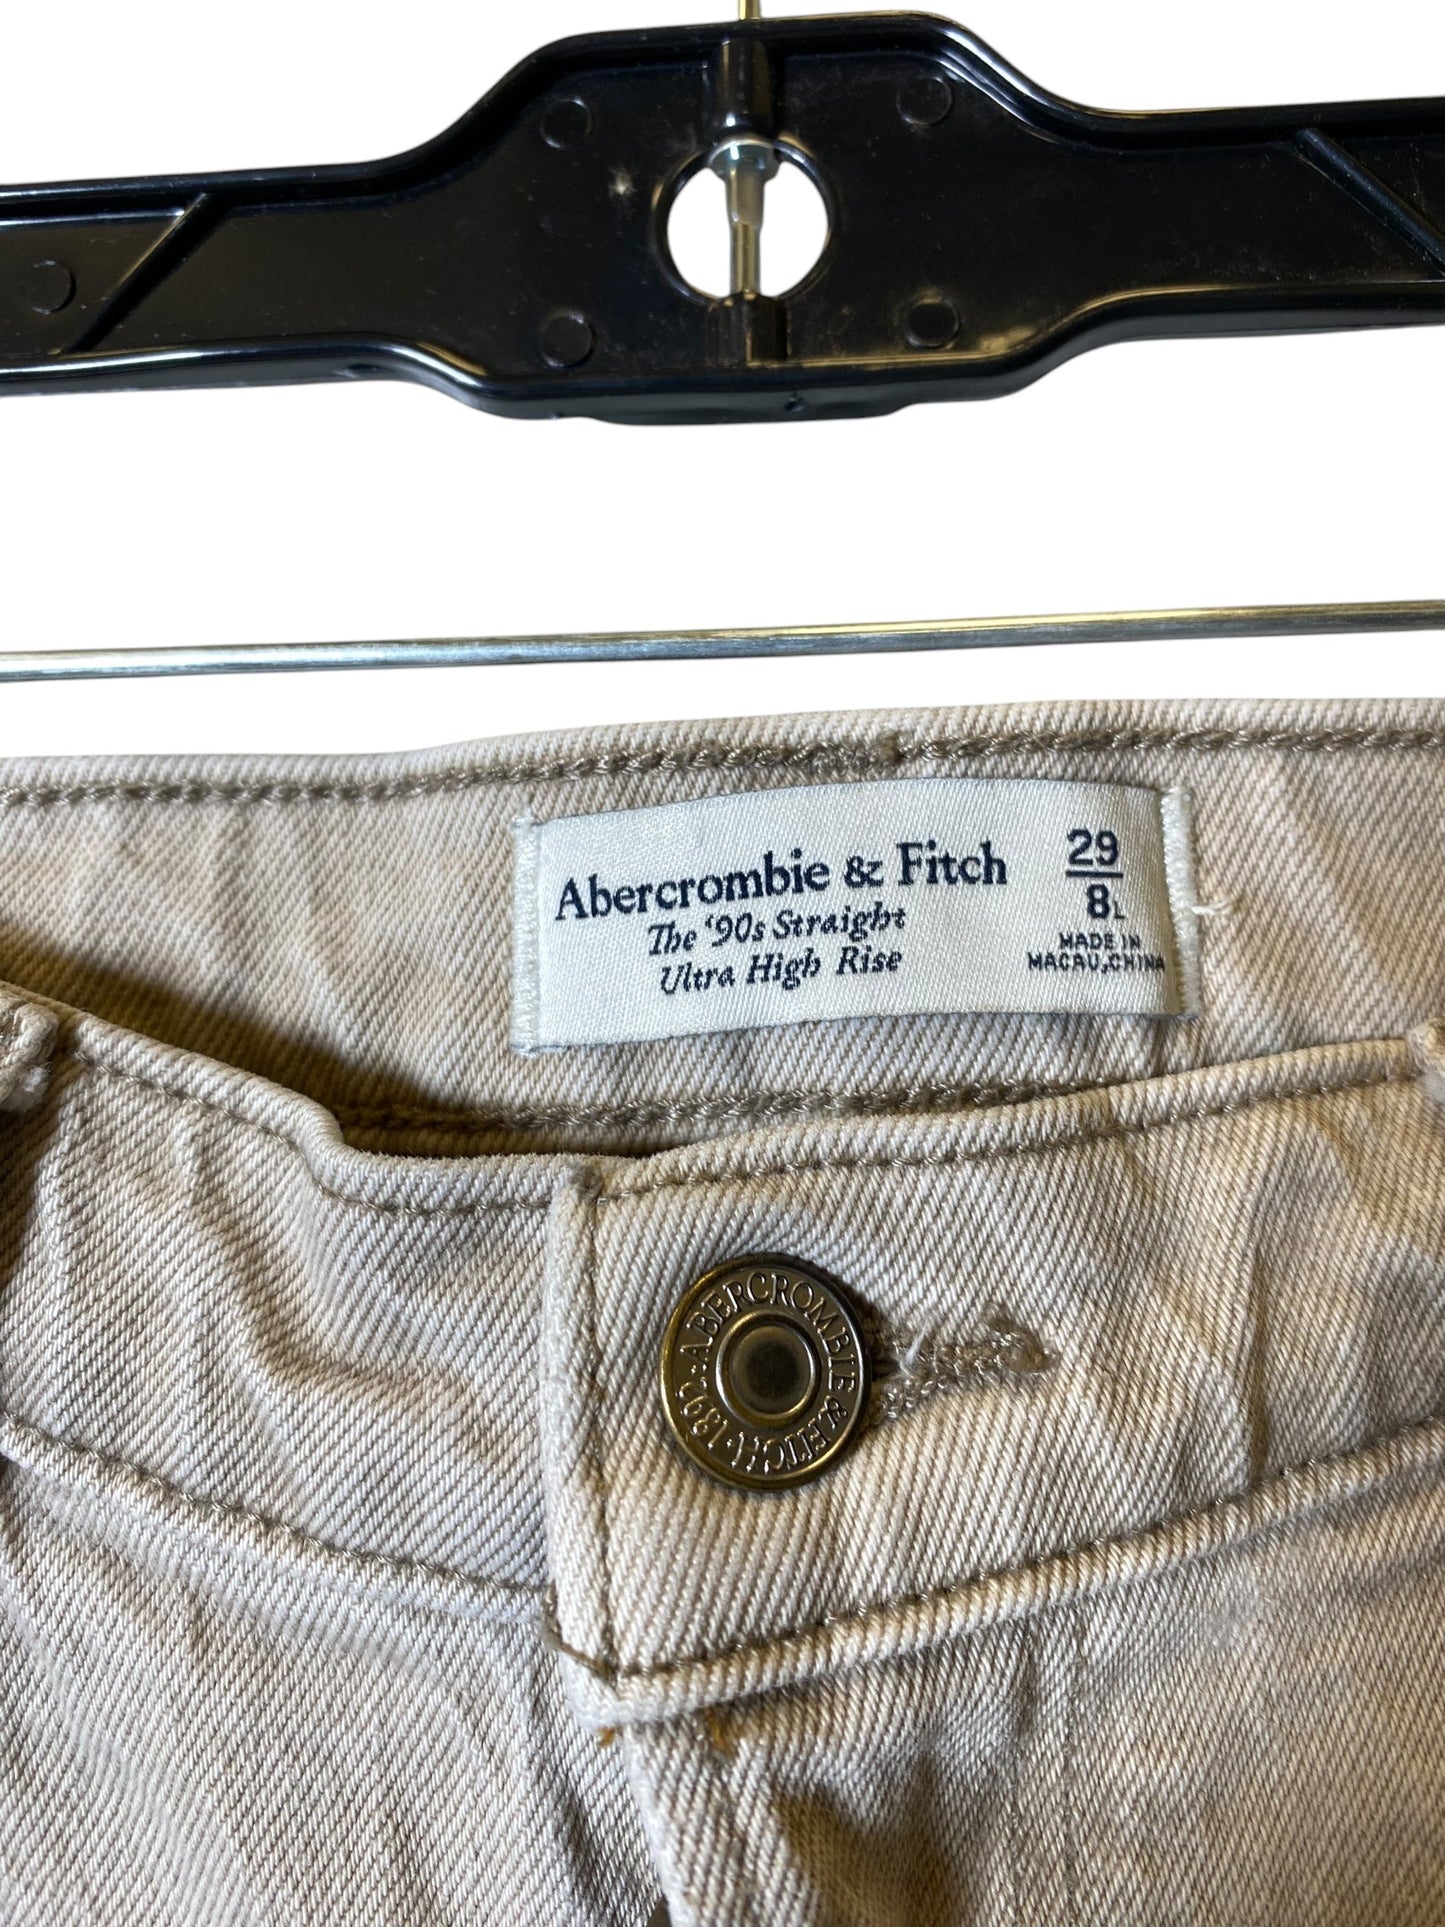 Abercrombie & Fitch
The '90s Straight
Ultra High Rise
29
8L
MADE IN
MACAU, CHINA
ABERCROMBIE & FITCH · 1892 ·